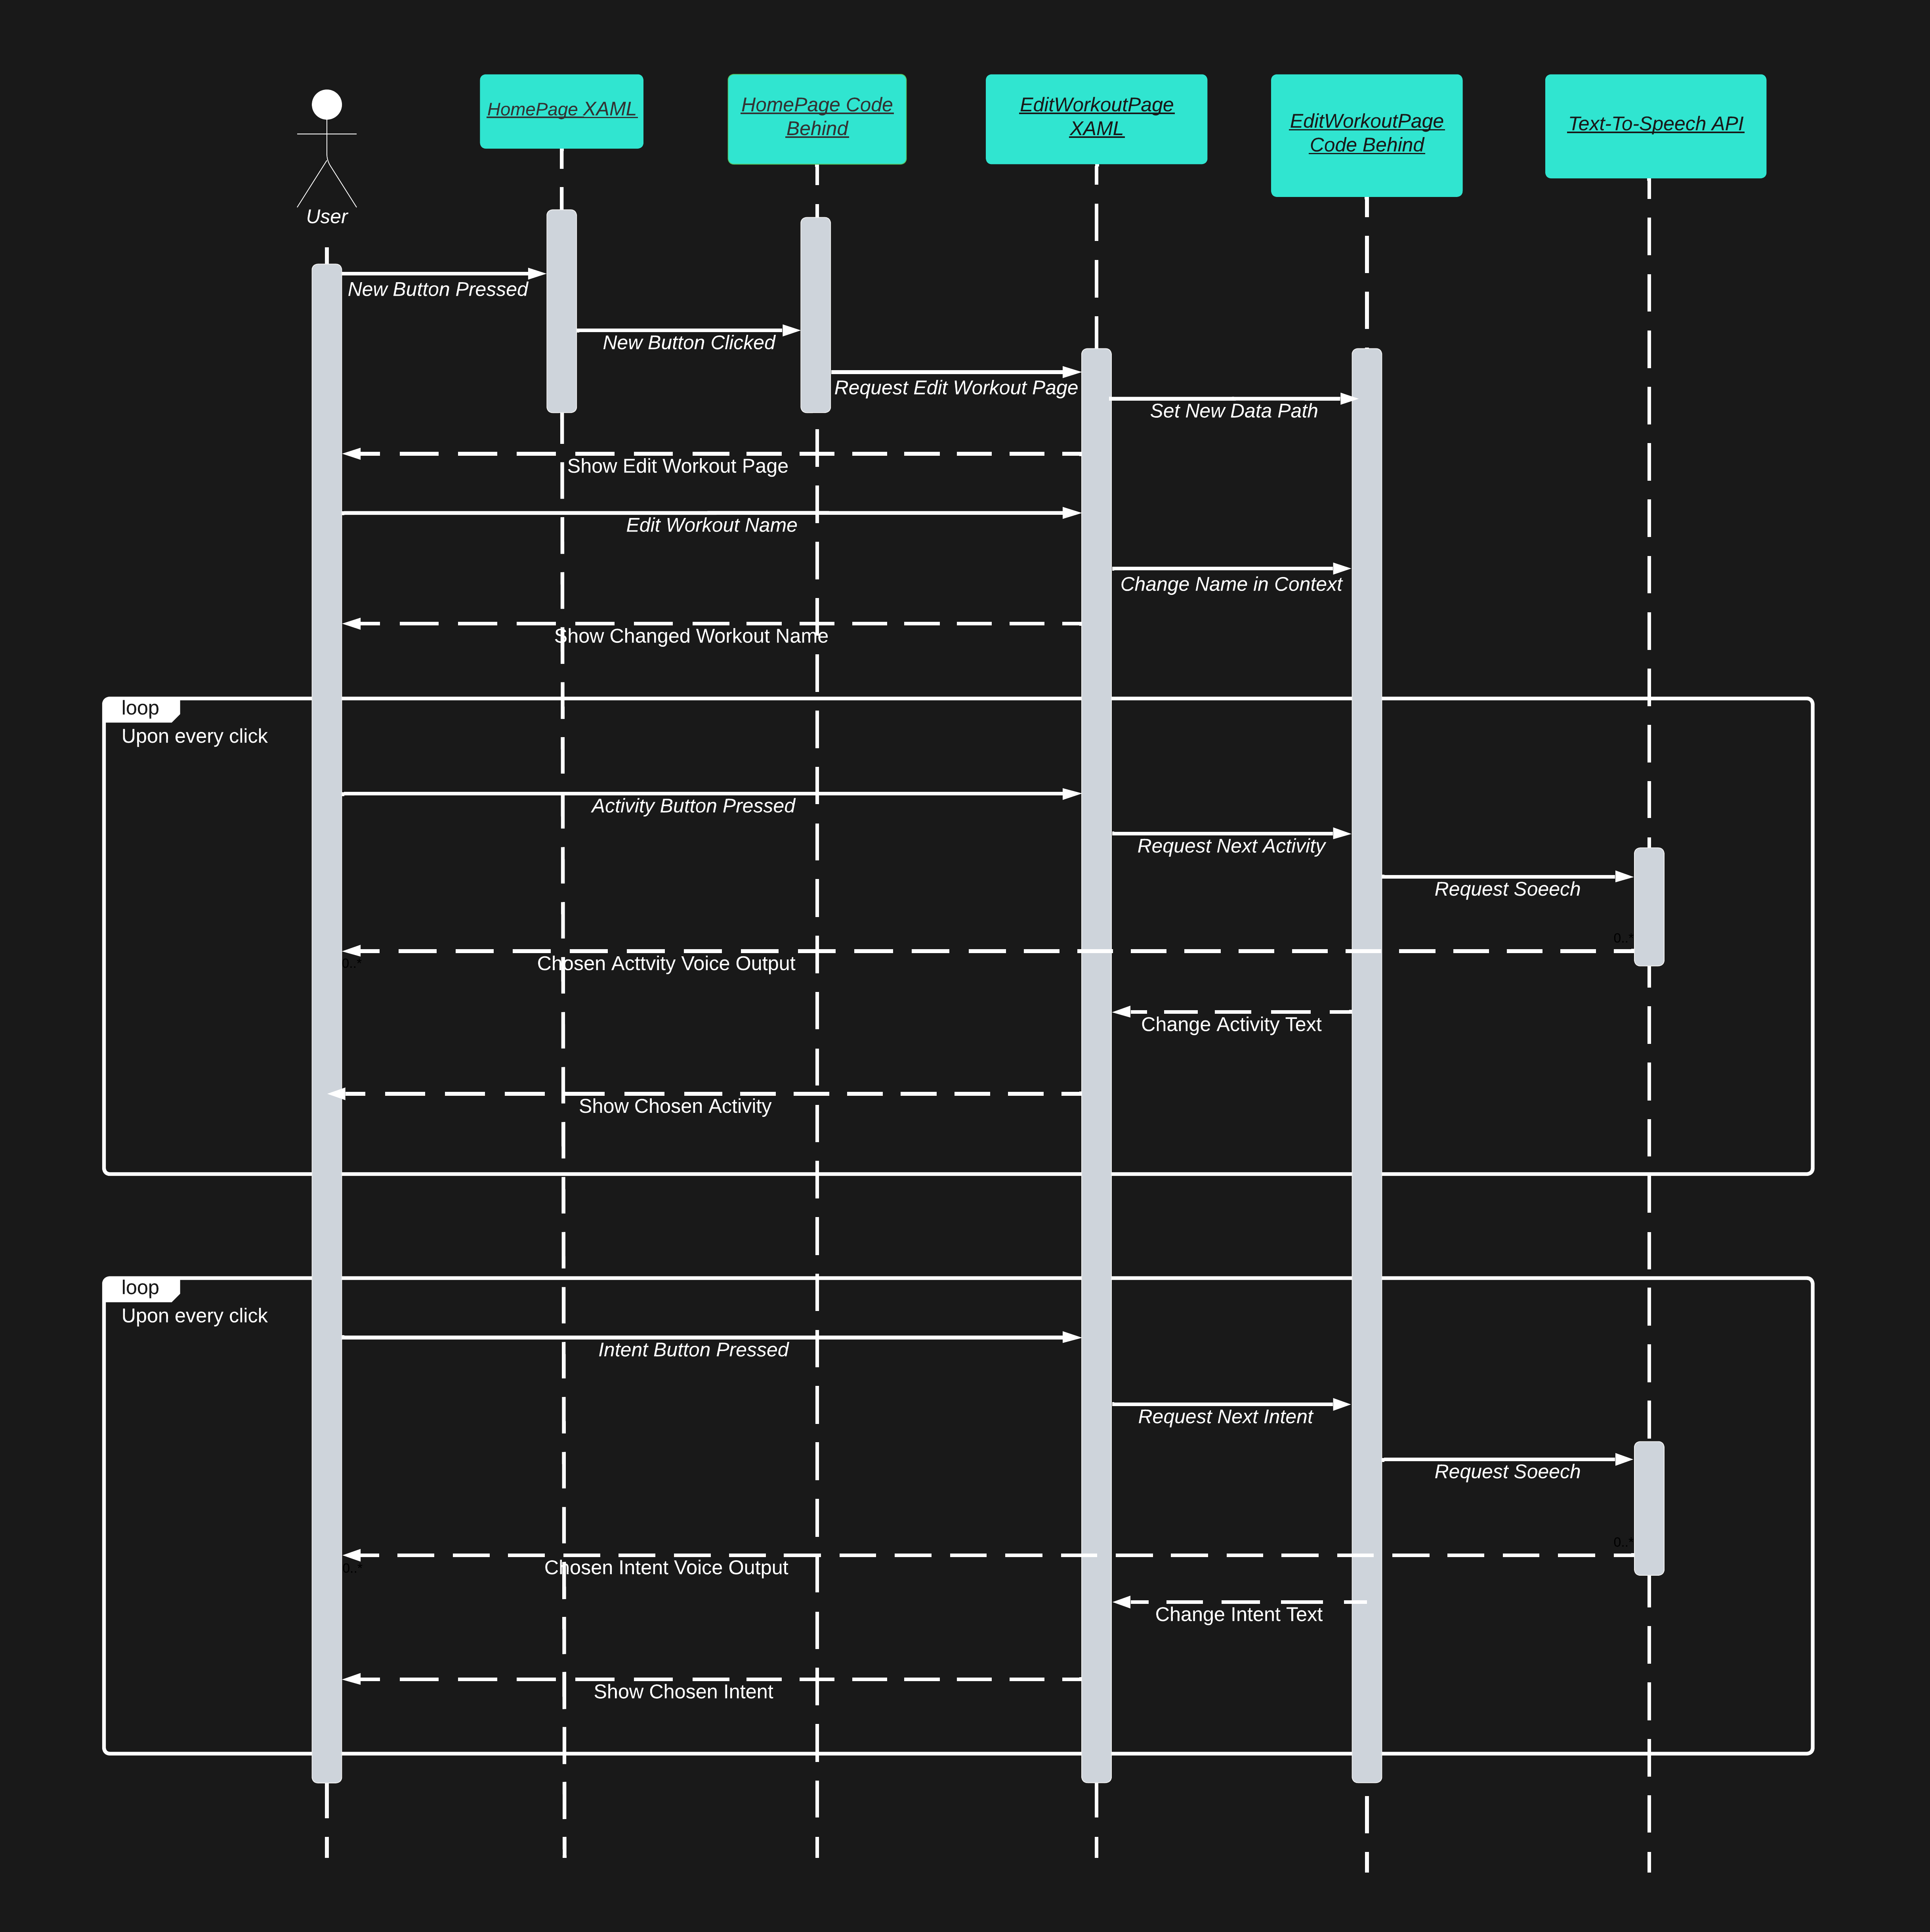 HomePage XAML
HomePage Code
Behind
EditWorkoutPage
XAML
EditWorkoutPage
Code Behind
Text-To-Speech API
User
New Button Pressed
New Button Clicked
Request Edit Workout Page
Set New Data Path
Show Edit Workout Page
Edit Workout Name
Change Name in Context
Show Changed Workout Name
loop
Upon every click
Activity Button Pressed
Request Next Activity
Request Soeech
0..*
0..*
Chosen Acttvity Voice Output
Change Activity Text
Show Chosen Activity
loop
Upon every click
Intent Button Pressed
Request Next Intent
Request Soeech
0..*
0..*
Chosen Intent Voice Output
Change Intent Text
Show Chosen Intent